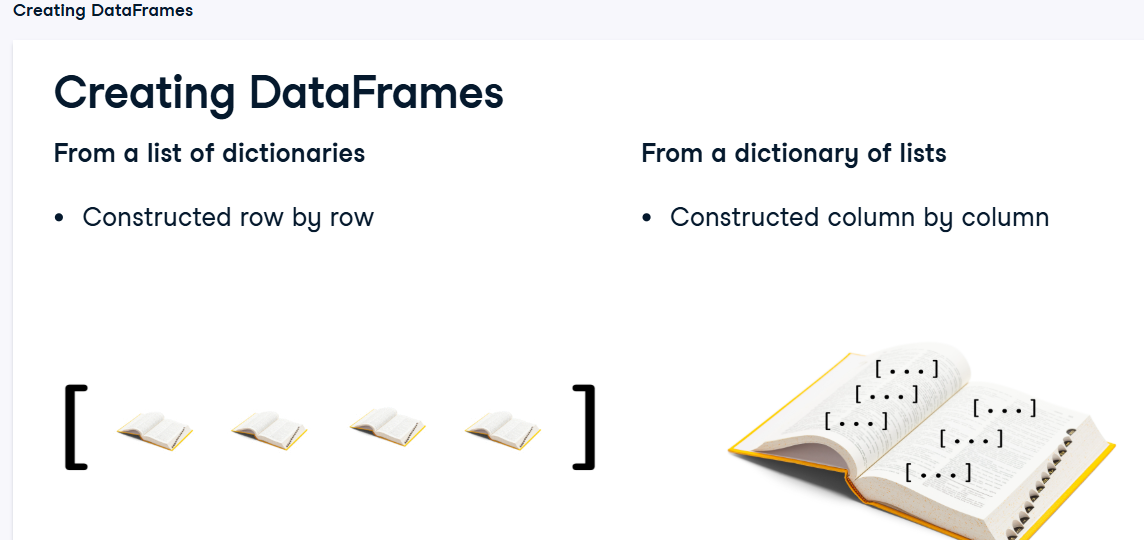 Creating DataFrames
Creating DataFrames
From a list of dictionaries
• Constructed row by row
[ ]
From a dictionary of lists
• Constructed column by column
[...]
[...]
[...]
[...]
[...]
[...]